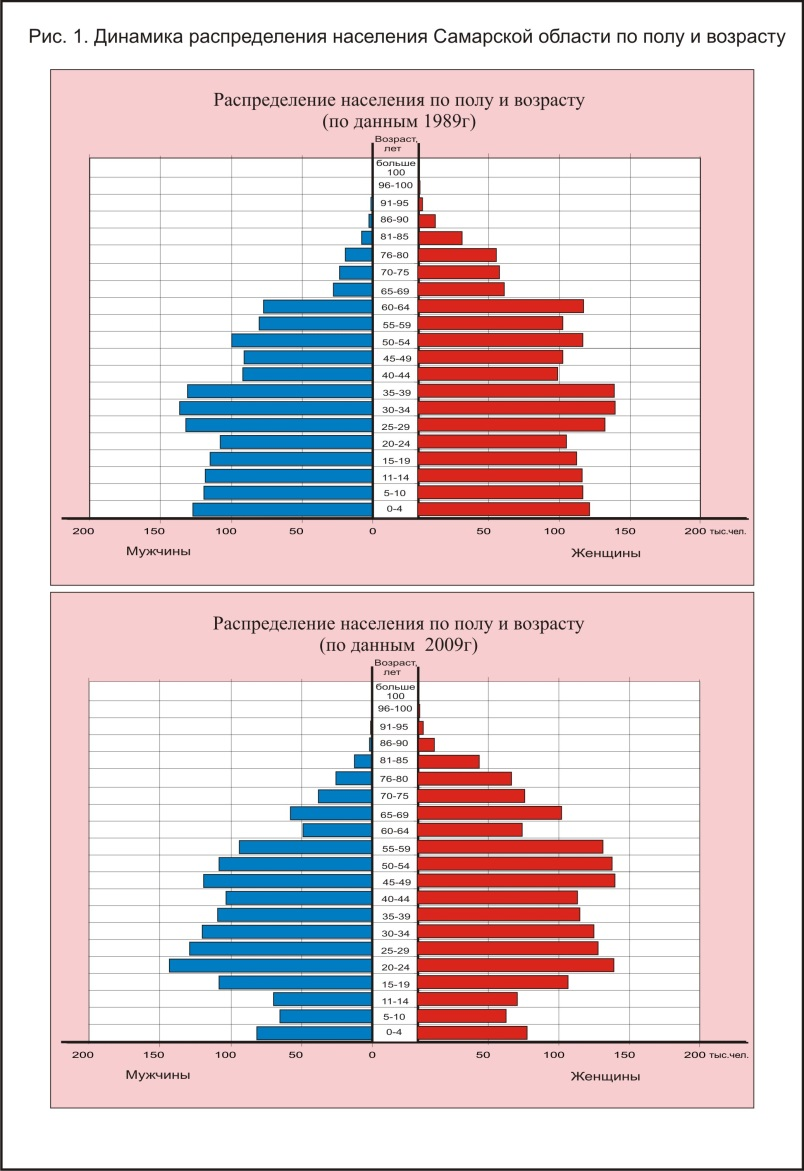 Рис. 1. Динамика распределения населения Самарской области по полу и возрасту
Распределение населения по полу и возрасту
(по данным 1989г)
Возраст,
лет
больше
100
96-100
91-95
86-90
81-85
76-80
70-75
65-69
60-64
55-59
50-54
45-49
40-44
35-39
30-34
25-29
20-24
15-19
11-14
5-10
0-4
200 150 100 50 0 50 100 150 200 тыс.чел.
Мужчины Женщины
Распределение населения по полу и возрасту
(по данным 2009г)
Возраст,
лет
больше
100
96-100
91-95
86-90
81-85
76-80
70-75
65-69
60-64
55-59
50-54
45-49
40-44
35-39
30-34
25-29
20-24
15-19
11-14
5-10
0-4
200 150 100 50 0 50 100 150 200 тыс.чел.
Мужчины Женщины